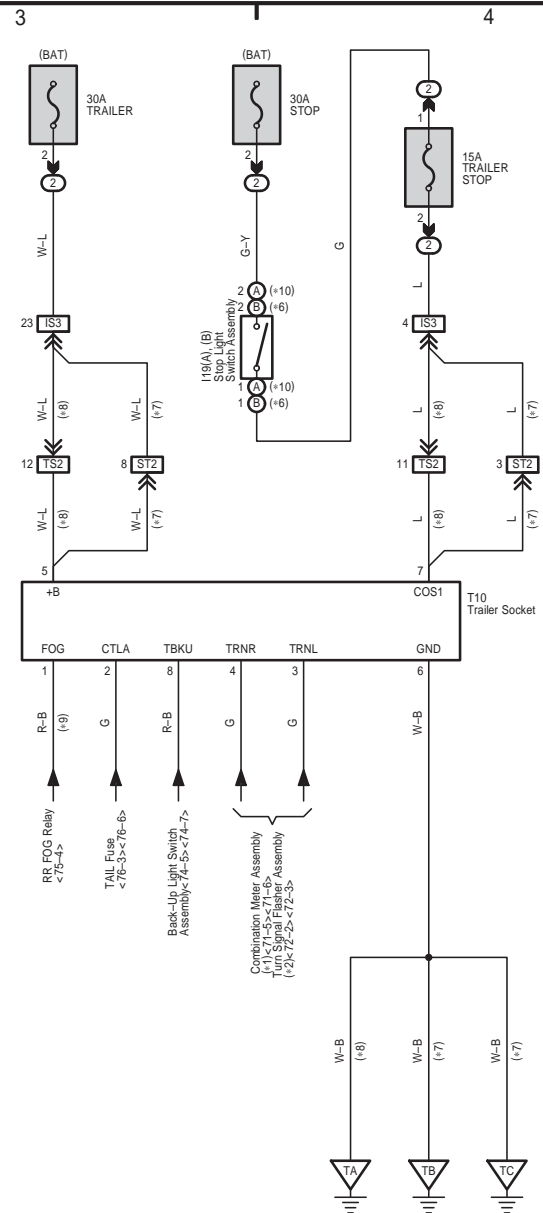 3
4
(BAT)
(BAT)
30A
TRAILER
30A
STOP
2
1
15A
TRAILER
STOP
2
2
2
2
2
2
W–L
G–Y
G
L
2 A (∗10)
2 B (∗6)
I19(A), (B)
Stop Light
Switch Assembly
1 A (∗10)
1 B (∗6)
23 IS3
4 IS3
W–L
(∗8)
W–L
(∗7)
L
(∗8)
L
(∗7)
12 TS2
8 ST2
11 TS2
3 ST2
W–L
(∗8)
W–L
(∗7)
L
(∗8)
L
(∗7)
5
7
+B
COS1
T10
Trailer Socket
FOG
CTLA
TBKU
TRNR
TRNL
GND
1
2
8
4
3
6
R–B
(∗9)
G
R–B
G
G
W–B
RR FOG Relay
<75–4>
TAIL Fuse
<76–3><76–6>
Back–Up Light Switch
Assembly<74–5><74–7>
Combination Meter Assembly
(∗1)<71–5><71–6>
Turn Signal Flasher Assembly
(∗2)<72–2><72–3>
W–B
(∗8)
W–B
(∗7)
W–B
(∗7)
TA
TB
TC